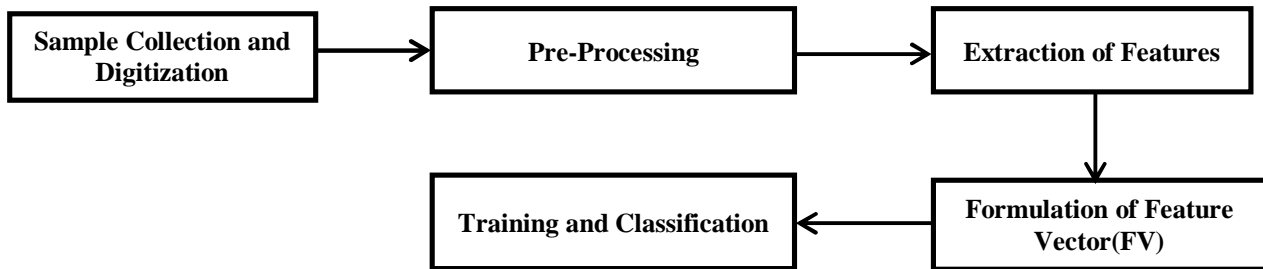 Sample Collection and
Digitization
Pre-Processing
Extraction of Features
Formulation of Feature
Vector(FV)
Training and Classification